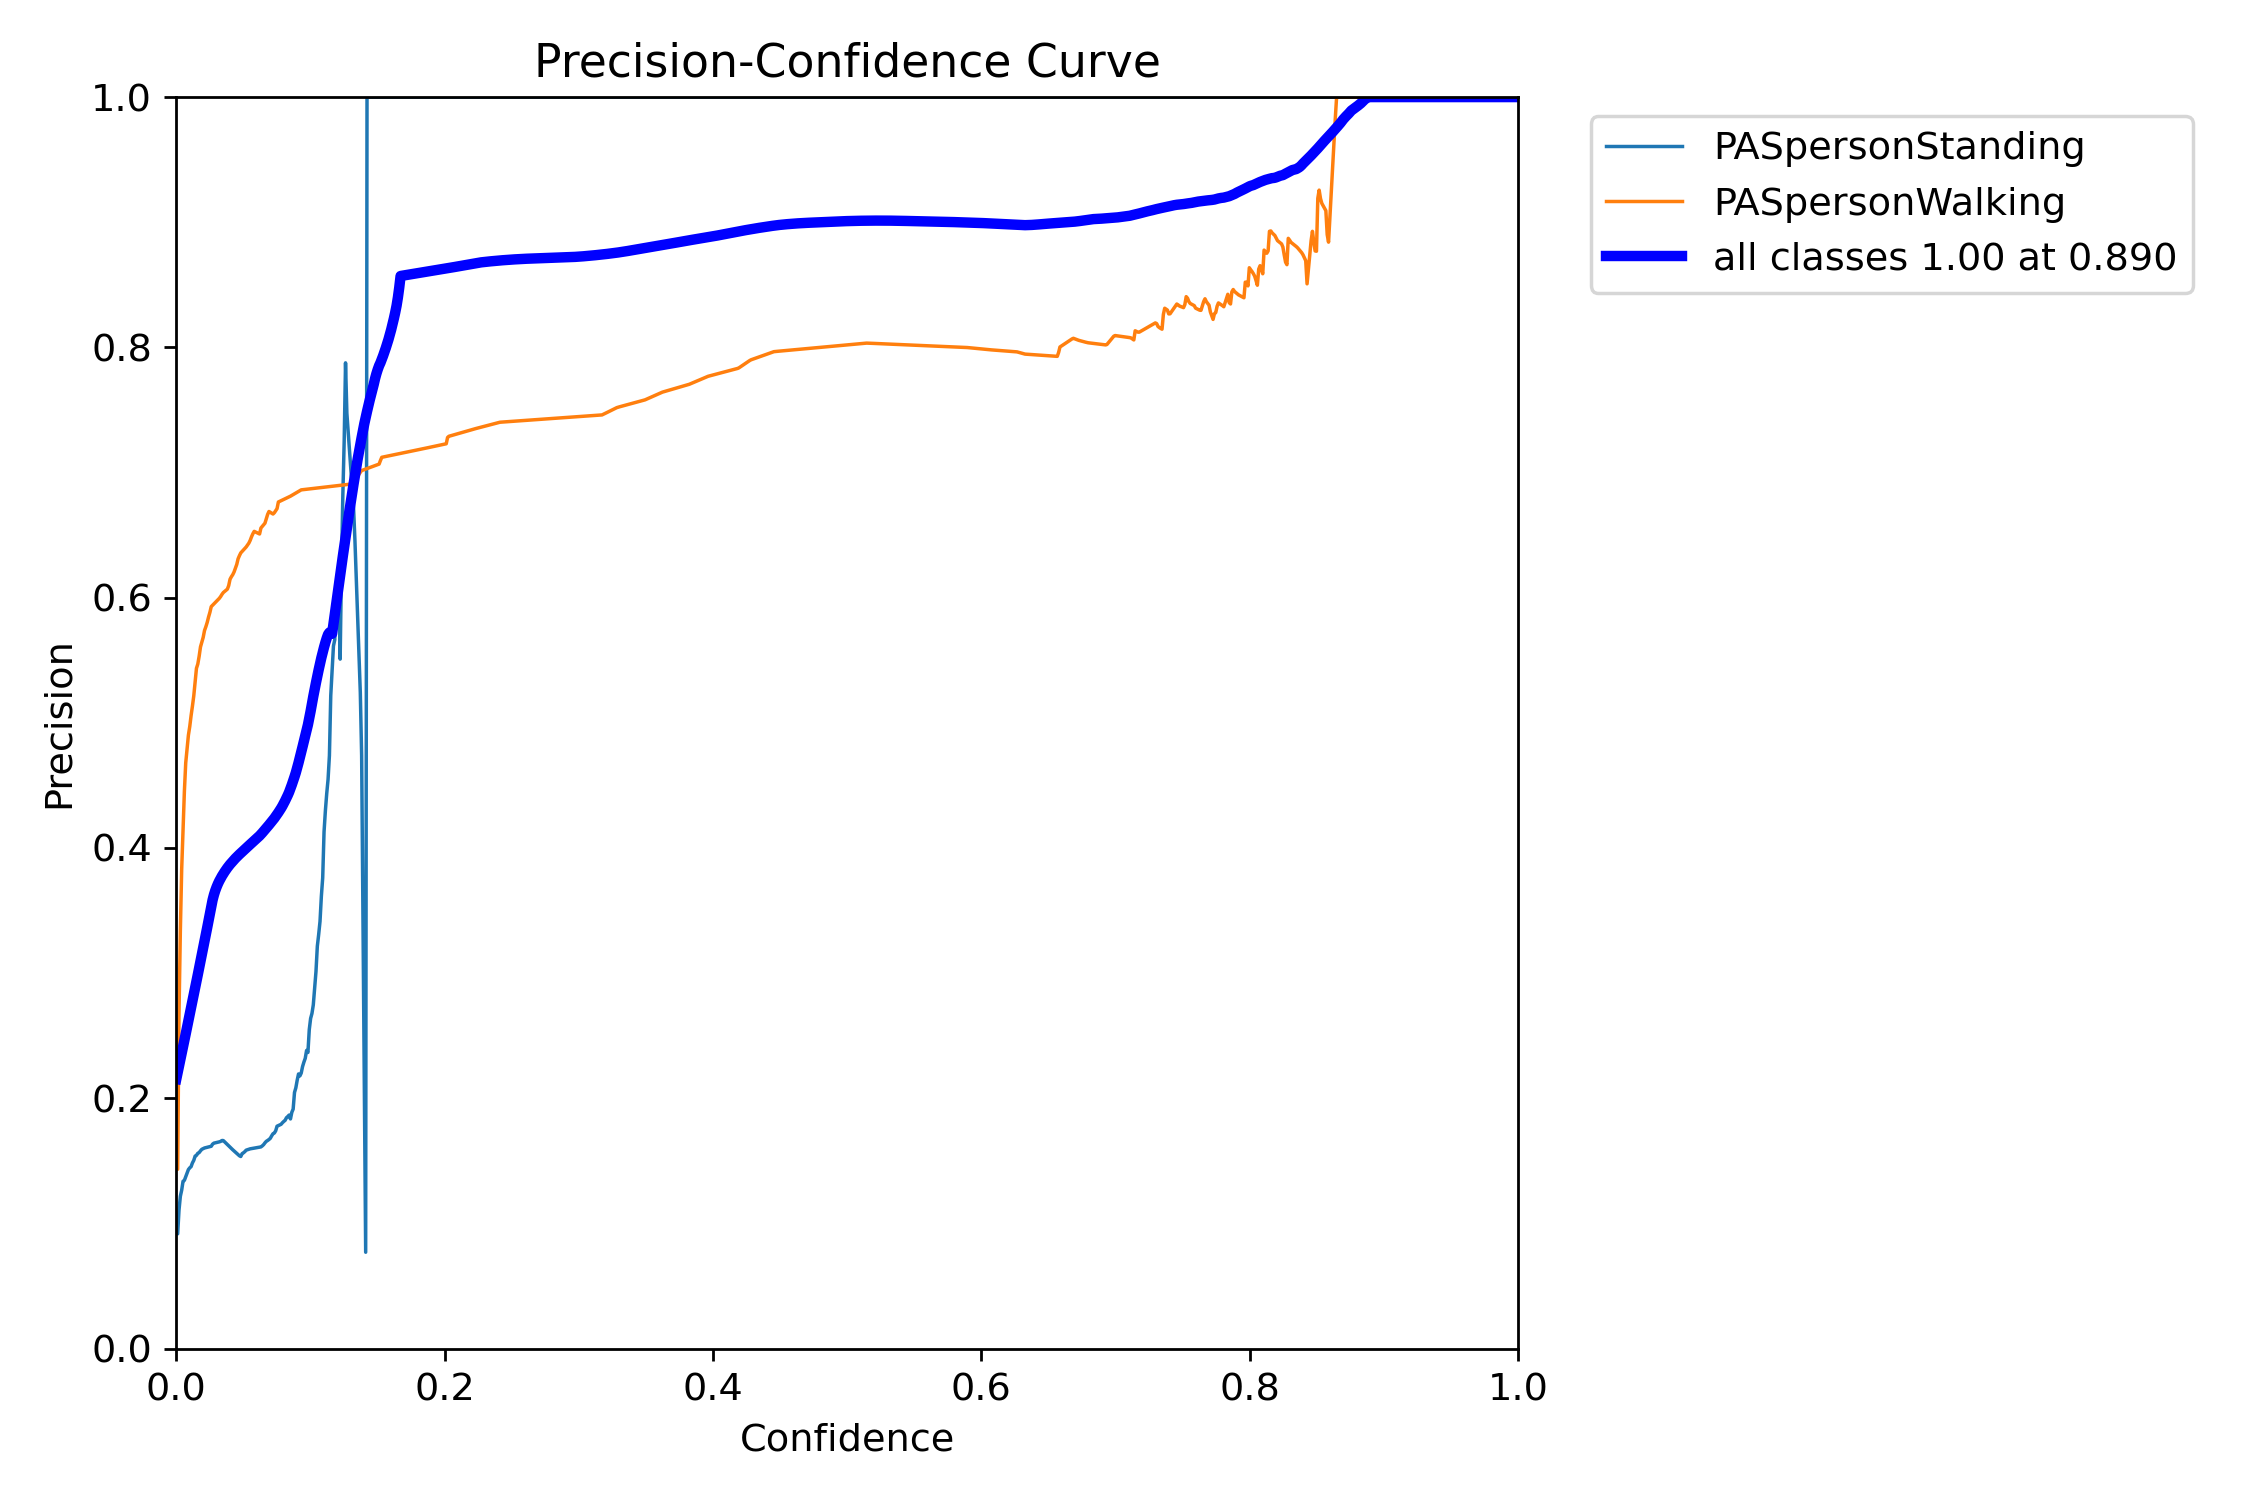 Precision-Confidence Curve
1.0
0.8
0.6
0.4
0.2
0.0
Precision
0.0 0.2 0.4 0.6 0.8 1.0
Confidence
PASpersonStanding
PASpersonWalking
all classes 1.00 at 0.890